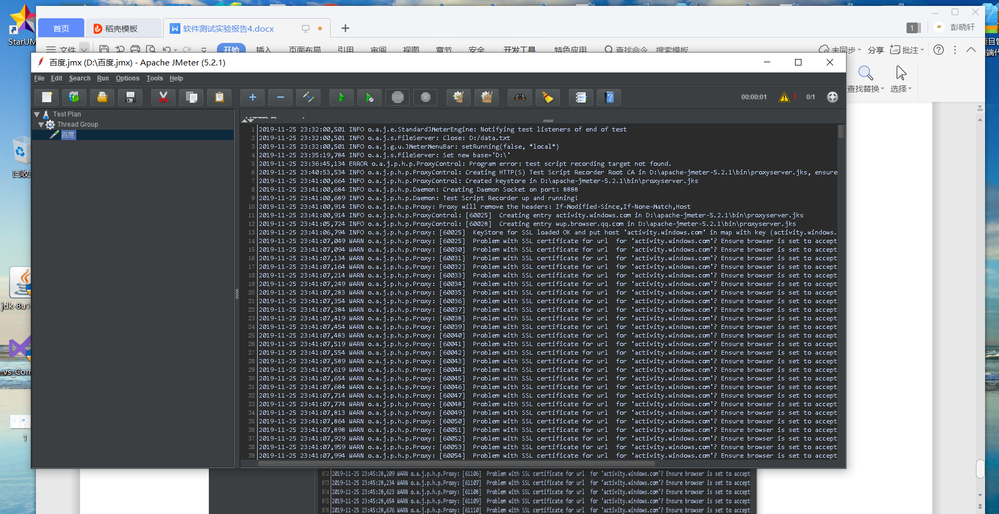 StarUM
首页
稻壳模板
软件测试实验报告4.docx
1
彭晓轩
文件
开始
插入
页面布局
引用
审阅
视图
章节
安全
开发工具
特色应用
查找命令、搜索模板
未同步
分享
批注
查找替换
选择
百度.jmx (D:\百度.jmx) - Apache JMeter (5.2.1)
File Edit Search Run Options Tools Help
STOP
00:00:01
1
0/1
Test Plan
Thread Group
百度
1 2019-11-25 23:32:00,501 INFO o.a.j.e.StandardJMeterEngine: Notifying test listeners of end of test
2 2019-11-25 23:32:00,501 INFO o.a.j.s.FileServer: Close: D:/data.txt
3 2019-11-25 23:32:00,501 INFO o.a.j.g.u.JMeterMenuBar: setRunning(false, *local*)
4 2019-11-25 23:35:19,784 INFO o.a.j.s.FileServer: Set new base='D:\'
5 2019-11-25 23:36:45,134 ERROR o.a.j.p.h.p.ProxyControl: Program error: test script recording target not found.
6 2019-11-25 23:40:53,534 INFO o.a.j.p.h.p.ProxyControl: Creating HTTP(S) Test Script Recorder Root CA in D:\apache-jmeter-5.2.1\bin\proxyserver.jks, ensure
7 2019-11-25 23:41:00,664 INFO o.a.j.p.h.p.ProxyControl: Created keystore in D:\apache-jmeter-5.2.1\bin\proxyserver.jks
8 2019-11-25 23:41:00,684 INFO o.a.j.p.h.p.Daemon: Creating Daemon Socket on port: 8888
9 2019-11-25 23:41:00,689 INFO o.a.j.p.h.p.Daemon: Test Script Recorder up and running!
10 2019-11-25 23:41:00,914 INFO o.a.j.p.h.p.Proxy: Proxy will remove the headers: If-Modified-Since,If-None-Match,Host
11 2019-11-25 23:41:00,914 INFO o.a.j.p.h.p.ProxyControl: [60025]  Creating entry activity.windows.com in D:\apache-jmeter-5.2.1\bin\proxyserver.jks
12 2019-11-25 23:41:05,724 INFO o.a.j.p.h.p.ProxyControl: [60028]  Creating entry wup.browser.qq.com in D:\apache-jmeter-5.2.1\bin\proxyserver.jks
13 2019-11-25 23:41:06,794 INFO o.a.j.p.h.p.Proxy: [60025]  KeyStore for SSL loaded OK and put host 'activity.windows.com' in map with key (activity.windows.
14 2019-11-25 23:41:07,049 WARN o.a.j.p.h.p.Proxy: [60025]  Problem with SSL certificate for url  for 'activity.windows.com'? Ensure browser is set to accept
15 2019-11-25 23:41:07,094 WARN o.a.j.p.h.p.Proxy: [60030]  Problem with SSL certificate for url  for 'activity.windows.com'? Ensure browser is set to accept
16 2019-11-25 23:41:07,134 WARN o.a.j.p.h.p.Proxy: [60031]  Problem with SSL certificate for url  for 'activity.windows.com'? Ensure browser is set to accept
17 2019-11-25 23:41:07,164 WARN o.a.j.p.h.p.Proxy: [60032]  Problem with SSL certificate for url  for 'activity.windows.com'? Ensure browser is set to accept
18 2019-11-25 23:41:07,214 WARN o.a.j.p.h.p.Proxy: [60033]  Problem with SSL certificate for url  for 'activity.windows.com'? Ensure browser is set to accept
19 2019-11-25 23:41:07,249 WARN o.a.j.p.h.p.Proxy: [60034]  Problem with SSL certificate for url  for 'activity.windows.com'? Ensure browser is set to accept
20 2019-11-25 23:41:07,283 WARN o.a.j.p.h.p.Proxy: [60035]  Problem with SSL certificate for url  for 'activity.windows.com'? Ensure browser is set to accept
21 2019-11-25 23:41:07,354 WARN o.a.j.p.h.p.Proxy: [60036]  Problem with SSL certificate for url  for 'activity.windows.com'? Ensure browser is set to accept
22 2019-11-25 23:41:07,384 WARN o.a.j.p.h.p.Proxy: [60037]  Problem with SSL certificate for url  for 'activity.windows.com'? Ensure browser is set to accept
23 2019-11-25 23:41:07,419 WARN o.a.j.p.h.p.Proxy: [60038]  Problem with SSL certificate for url  for 'activity.windows.com'? Ensure browser is set to accept
24 2019-11-25 23:41:07,454 WARN o.a.j.p.h.p.Proxy: [60039]  Problem with SSL certificate for url  for 'activity.windows.com'? Ensure browser is set to accept
25 2019-11-25 23:41:07,483 WARN o.a.j.p.h.p.Proxy: [60040]  Problem with SSL certificate for url  for 'activity.windows.com'? Ensure browser is set to accept
26 2019-11-25 23:41:07,519 WARN o.a.j.p.h.p.Proxy: [60041]  Problem with SSL certificate for url  for 'activity.windows.com'? Ensure browser is set to accept
27 2019-11-25 23:41:07,554 WARN o.a.j.p.h.p.Proxy: [60042]  Problem with SSL certificate for url  for 'activity.windows.com'? Ensure browser is set to accept
28 2019-11-25 23:41:07,589 WARN o.a.j.p.h.p.Proxy: [60043]  Problem with SSL certificate for url  for 'activity.windows.com'? Ensure browser is set to accept
29 2019-11-25 23:41:07,619 WARN o.a.j.p.h.p.Proxy: [60044]  Problem with SSL certificate for url  for 'activity.windows.com'? Ensure browser is set to accept
30 2019-11-25 23:41:07,654 WARN o.a.j.p.h.p.Proxy: [60045]  Problem with SSL certificate for url  for 'activity.windows.com'? Ensure browser is set to accept
31 2019-11-25 23:41:07,684 WARN o.a.j.p.h.p.Proxy: [60046]  Problem with SSL certificate for url  for 'activity.windows.com'? Ensure browser is set to accept
32 2019-11-25 23:41:07,714 WARN o.a.j.p.h.p.Proxy: [60047]  Problem with SSL certificate for url  for 'activity.windows.com'? Ensure browser is set to accept
33 2019-11-25 23:41:07,774 WARN o.a.j.p.h.p.Proxy: [60048]  Problem with SSL certificate for url  for 'activity.windows.com'? Ensure browser is set to accept
34 2019-11-25 23:41:07,813 WARN o.a.j.p.h.p.Proxy: [60049]  Problem with SSL certificate for url  for 'activity.windows.com'? Ensure browser is set to accept
35 2019-11-25 23:41:07,864 WARN o.a.j.p.h.p.Proxy: [60050]  Problem with SSL certificate for url  for 'activity.windows.com'? Ensure browser is set to accept
36 2019-11-25 23:41:07,898 WARN o.a.j.p.h.p.Proxy: [60051]  Problem with SSL certificate for url  for 'activity.windows.com'? Ensure browser is set to accept
37 2019-11-25 23:41:07,929 WARN o.a.j.p.h.p.Proxy: [60052]  Problem with SSL certificate for url  for 'activity.windows.com'? Ensure browser is set to accept
38 2019-11-25 23:41:07,959 WARN o.a.j.p.h.p.Proxy: [60053]  Problem with SSL certificate for url  for 'activity.windows.com'? Ensure browser is set to accept
39 2019-11-25 23:41:07,994 WARN o.a.j.p.h.p.Proxy: [60054]  Problem with SSL certificate for url  for 'activity.windows.com'? Ensure browser is set to accept
972 2019-11-25 23:45:28,209 WARN o.a.j.p.h.p.Proxy: [61106]  Problem with SSL certificate for url  for 'activity.windows.com'? Ensure browser is set to accept
973 2019-11-25 23:45:28,234 WARN o.a.j.p.h.p.Proxy: [61107]  Problem with SSL certificate for url  for 'activity.windows.com'? Ensure browser is set to accept
974 2019-11-25 23:45:28,623 WARN o.a.j.p.h.p.Proxy: [61108]  Problem with SSL certificate for url  for 'activity.windows.com'? Ensure browser is set to accept
975 2019-11-25 23:45:28,654 WARN o.a.j.p.h.p.Proxy: [61109]  Problem with SSL certificate for url  for 'activity.windows.com'? Ensure browser is set to accept
976 2019-11-25 23:45:28,676 WARN o.a.j.p.h.p.Proxy: [61110]  Problem with SSL certificate for url  for 'activity.windows.com'? Ensure browser is set to accept
回收
jdk-8u1
vs_Com
1